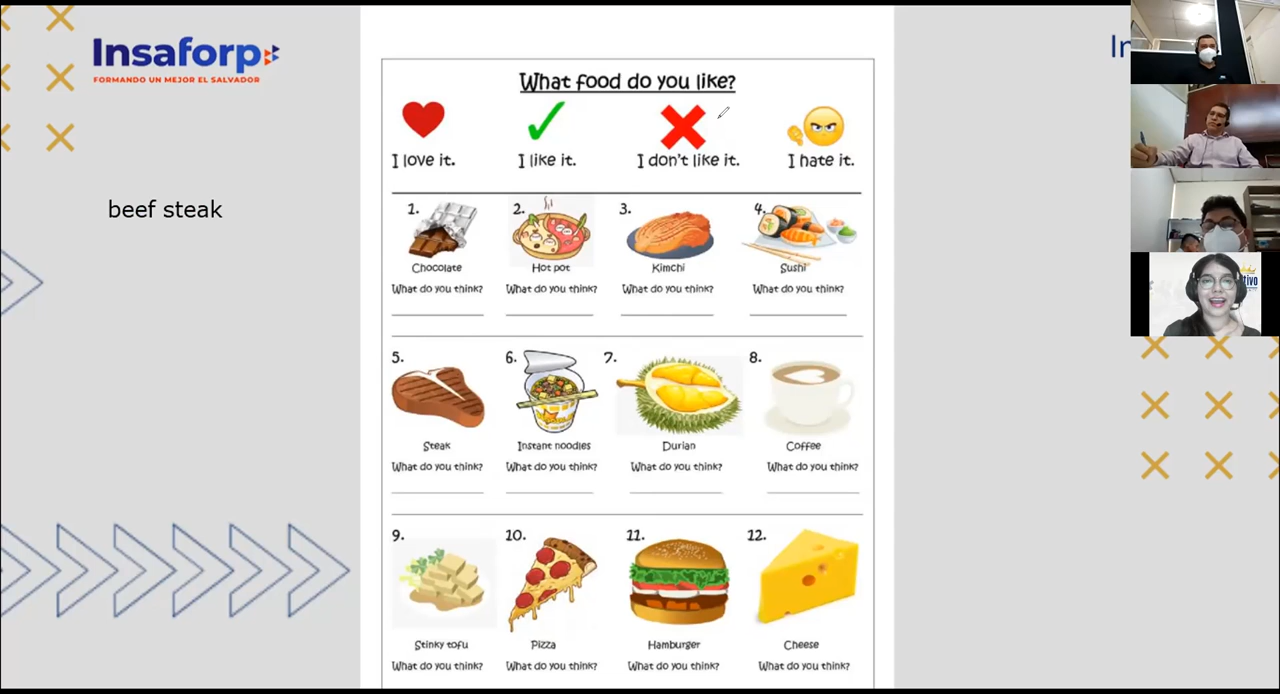 Insaforp
FORMANDO UN MEJOR EL SALVADOR
In
beef steak
What food do you like?
I love it. I like it. I don't like it. I hate it.
1. 2. 3. 4.
Chocolate Hot pot Kimchi Sushi
What do you think? What do you think? What do you think? What do you think?
5. 6. 7. 8.
Steak Instant noodles Durian Coffee
What do you think? What do you think? What do you think? What do you think?
9. 10. 11. 12.
Stinky tofu Pizza Hamburger Cheese
What do you think? What do you think? What do you think? What do you think?
tivo